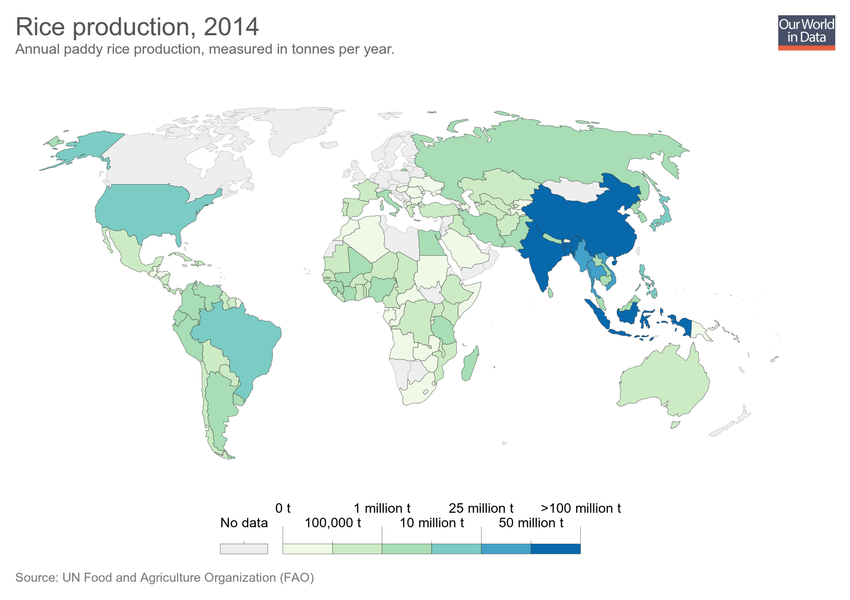 Rice production, 2014
Annual paddy rice production, measured in tonnes per year.
Our World
in Data
0 t 1 million t 25 million t >100 million t
No data 100,000 t 10 million t 50 million t
Source: UN Food and Agriculture Organization (FAO)